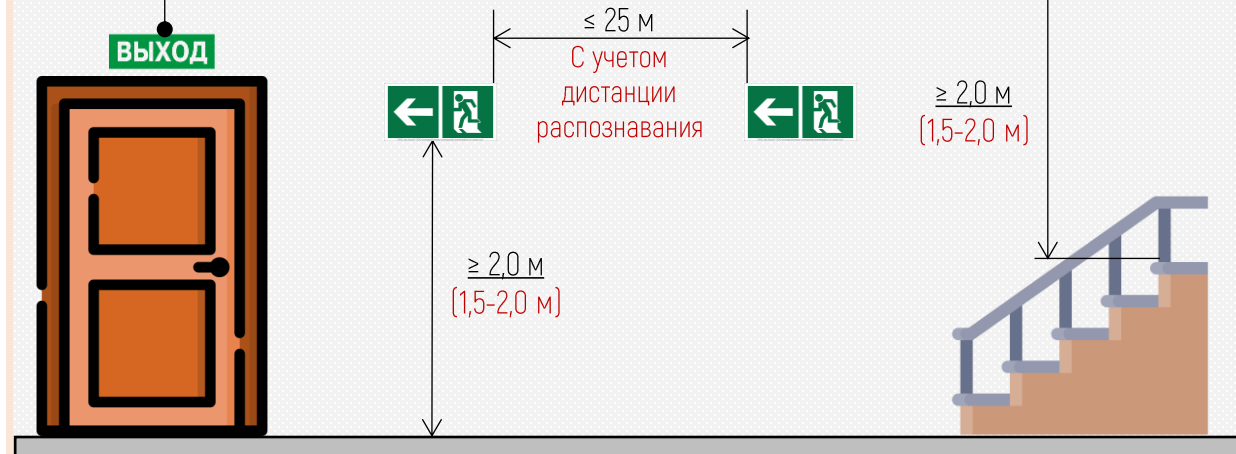 ВЫХОД
≤ 25 м
С учетом
дистанции
распознавания
≥ 2,0 м
(1,5-2,0 м)
≥ 2,0 м
(1,5-2,0 м)